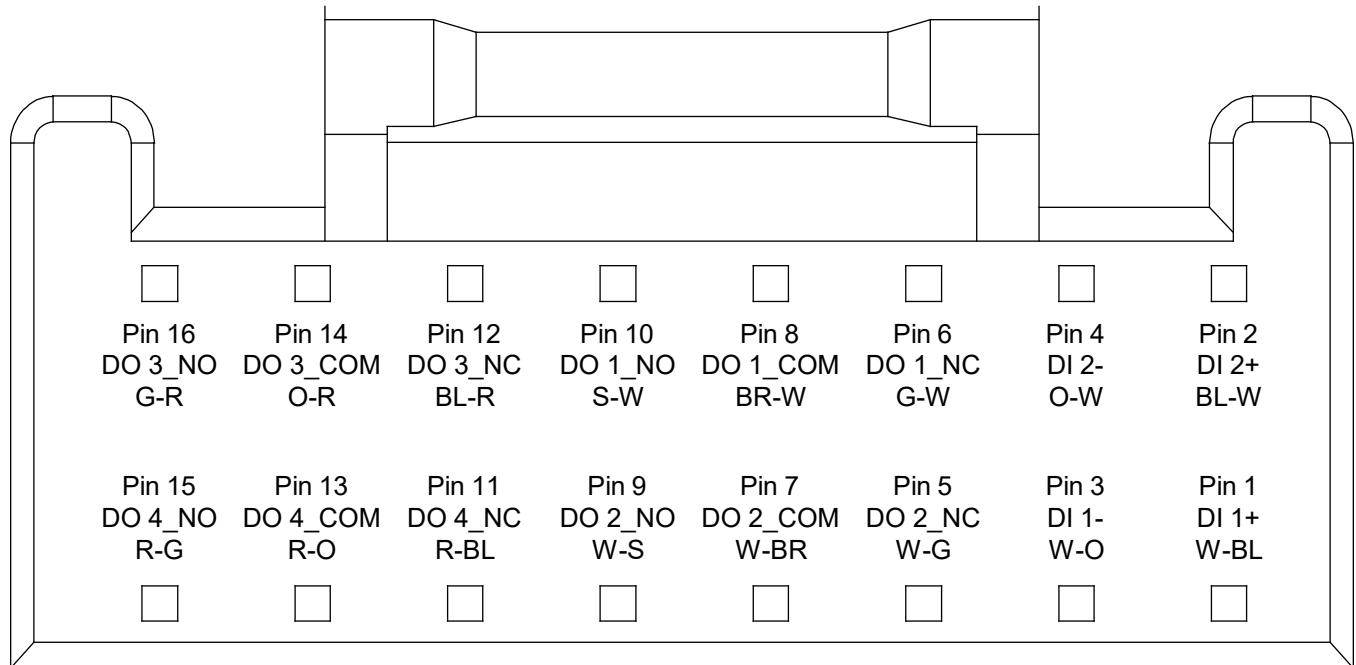 Pin 16 Pin 14 Pin 12 Pin 10 Pin 8 Pin 6 Pin 4 Pin 2
DO 3_NO DO 3_COM DO 3_NC DO 1_NO DO 1_COM DO 1_NC DI 2- DI 2+
G-R O-R BL-R S-W BR-W G-W O-W BL-W
Pin 15 Pin 13 Pin 11 Pin 9 Pin 7 Pin 5 Pin 3 Pin 1
DO 4_NO DO 4_COM DO 4_NC DO 2_NO DO 2_COM DO 2_NC DI 1- DI 1+
R-G R-O R-BL W-S W-BR W-G W-O W-BL